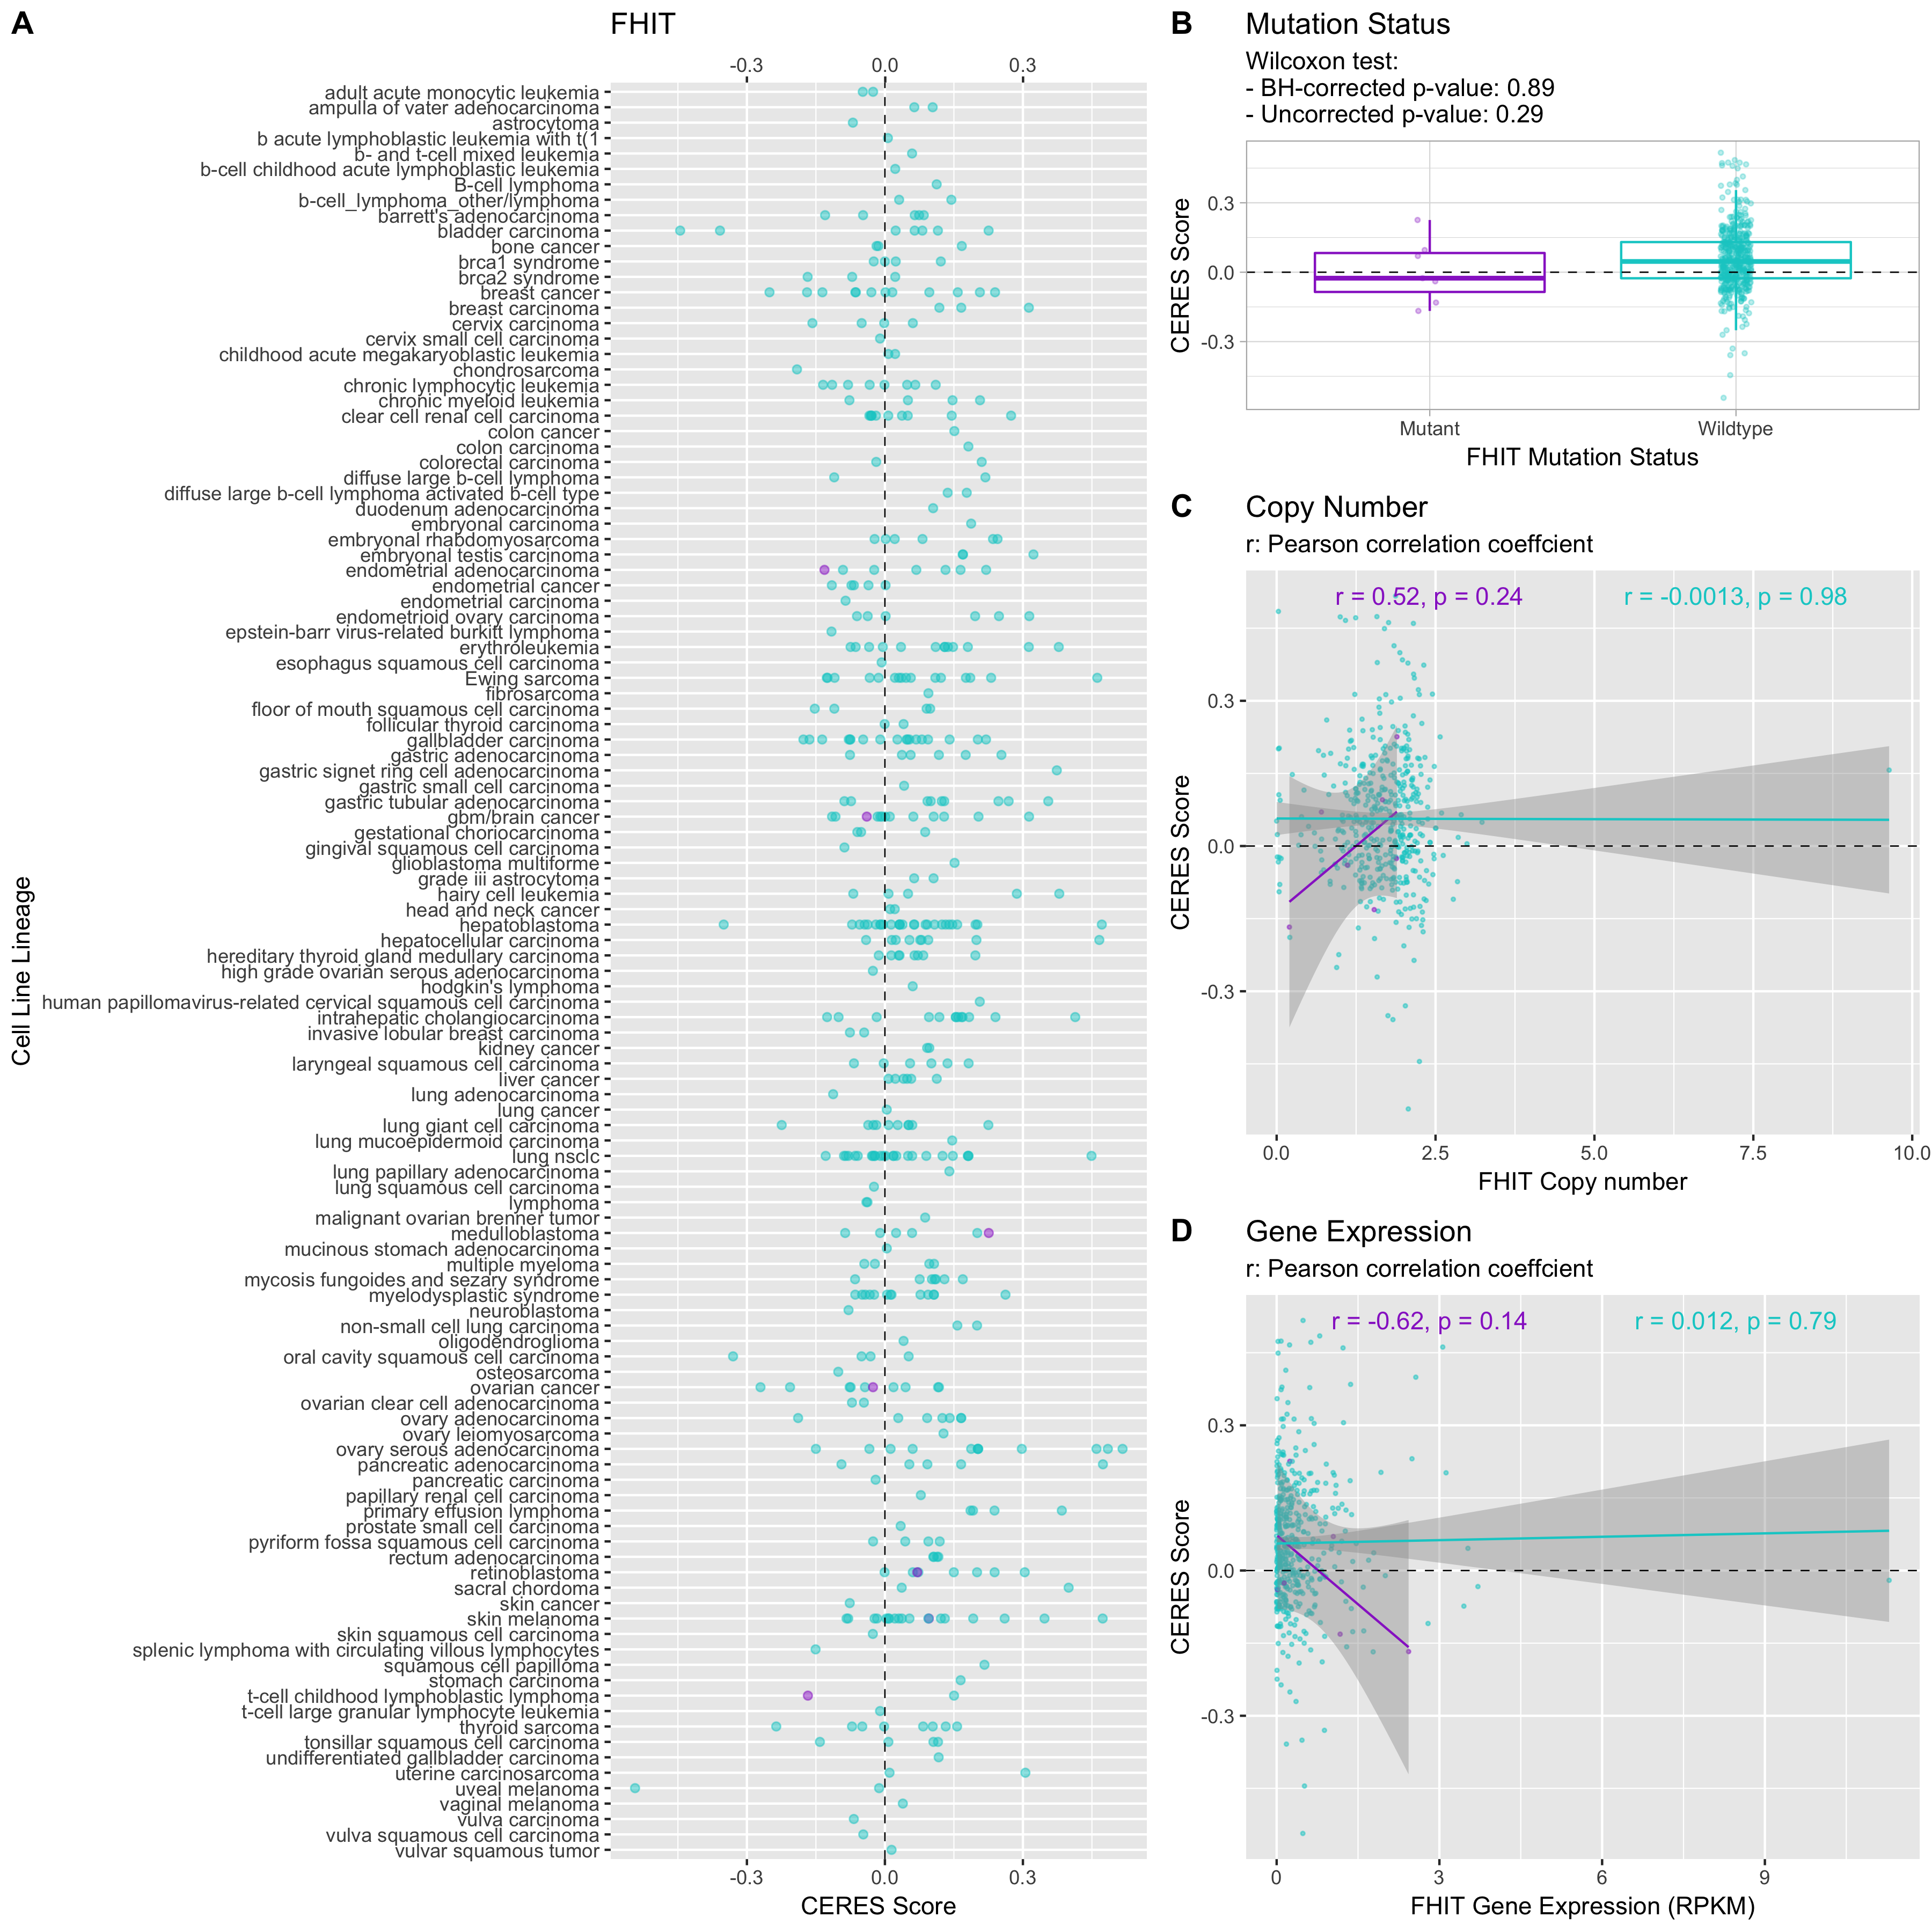 A
FHIT
-0.3 0.0 0.3
adult acute monocytic leukemia
ampulla of vater adenocarcinoma
astrocytoma
b acute lymphoblastic leukemia with t(1
b- and t-cell mixed leukemia
b-cell childhood acute lymphoblastic leukemia
B-cell lymphoma
b-cell_lymphoma_other/lymphoma
barrett's adenocarcinoma
bladder carcinoma
bone cancer
brca1 syndrome
brca2 syndrome
breast cancer
breast carcinoma
cervix carcinoma
cervix small cell carcinoma
childhood acute megakaryoblastic leukemia
chondrosarcoma
chronic lymphocytic leukemia
chronic myeloid leukemia
clear cell renal cell carcinoma
colon cancer
colon carcinoma
colorectal carcinoma
diffuse large b-cell lymphoma
diffuse large b-cell lymphoma activated b-cell type
duodenum adenocarcinoma
embryonal carcinoma
embryonal rhabdomyosarcoma
embryonal testis carcinoma
endometrial adenocarcinoma
endometrial cancer
endometrial carcinoma
endometrioid ovary carcinoma
epstein-barr virus-related burkitt lymphoma
erythroleukemia
esophagus squamous cell carcinoma
Ewing sarcoma
fibrosarcoma
floor of mouth squamous cell carcinoma
follicular thyroid carcinoma
gallbladder carcinoma
gastric adenocarcinoma
gastric signet ring cell adenocarcinoma
gastric small cell carcinoma
gastric tubular adenocarcinoma
gbm/brain cancer
gestational choriocarcinoma
gingival squamous cell carcinoma
glioblastoma multiforme
grade iii astrocytoma
hairy cell leukemia
head and neck cancer
hepatoblastoma
hepatocellular carcinoma
hereditary thyroid gland medullary carcinoma
high grade ovarian serous adenocarcinoma
hodgkin's lymphoma
human papillomavirus-related cervical squamous cell carcinoma
intrahepatic cholangiocarcinoma
invasive lobular breast carcinoma
kidney cancer
laryngeal squamous cell carcinoma
liver cancer
lung adenocarcinoma
lung cancer
lung giant cell carcinoma
lung mucoepidermoid carcinoma
lung nsclc
lung papillary adenocarcinoma
lung squamous cell carcinoma
lymphoma
malignant ovarian brenner tumor
medulloblastoma
mucinous stomach adenocarcinoma
multiple myeloma
mycosis fungoides and sezary syndrome
myelodysplastic syndrome
neuroblastoma
non-small cell lung carcinoma
oligodendroglioma
oral cavity squamous cell carcinoma
osteosarcoma
ovarian cancer
ovarian clear cell adenocarcinoma
ovary adenocarcinoma
ovary leiomyosarcoma
ovary serous adenocarcinoma
pancreatic adenocarcinoma
pancreatic carcinoma
papillary renal cell carcinoma
primary effusion lymphoma
prostate small cell carcinoma
pyriform fossa squamous cell carcinoma
rectum adenocarcinoma
retinoblastoma
sacral chordoma
skin cancer
skin melanoma
skin squamous cell carcinoma
splenic lymphoma with circulating villous lymphocytes
squamous cell papilloma
stomach carcinoma
t-cell childhood lymphoblastic lymphoma
t-cell large granular lymphocyte leukemia
thyroid sarcoma
tonsillar squamous cell carcinoma
undifferentiated gallbladder carcinoma
uterine carcinosarcoma
uveal melanoma
vaginal melanoma
vulva carcinoma
vulva squamous cell carcinoma
vulvar squamous tumor
-0.3 0.0 0.3
CERES Score
Cell Line Lineage
B
Mutation Status
Wilcoxon test:
- BH-corrected p-value: 0.89
- Uncorrected p-value: 0.29
0.3
0.0
-0.3
CERES Score
Mutant Wildtype
FHIT Mutation Status
C
Copy Number
r: Pearson correlation coeffcient
r = 0.52, p = 0.24 r = -0.0013, p = 0.98
0.3
0.0
-0.3
CERES Score
0.0 2.5 5.0 7.5 10.0
FHIT Copy number
D
Gene Expression
r: Pearson correlation coeffcient
r = -0.62, p = 0.14 r = 0.012, p = 0.79
0.3
0.0
-0.3
CERES Score
0 3 6 9
FHIT Gene Expression (RPKM)